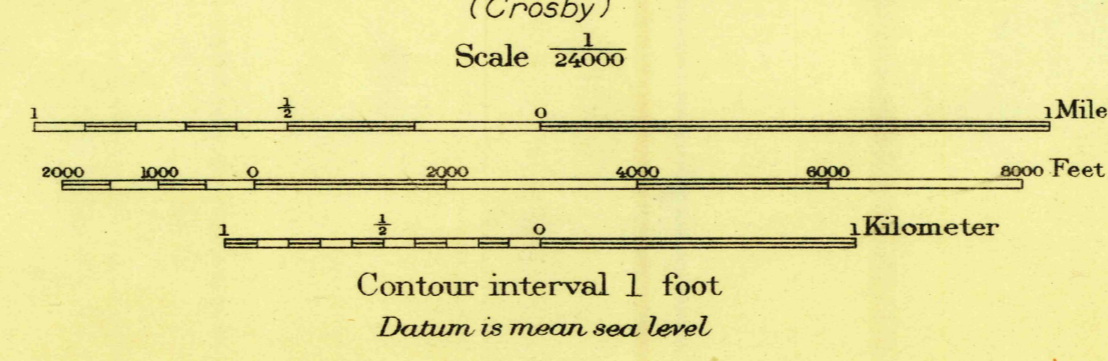 (Crosby)
Scale 1/24000
1 ½ 0 1 Mile
2000 1000 0 2000 4000 6000 8000 Feet
1 ½ 0 1 Kilometer
Contour interval 1 foot
Datum is mean sea level